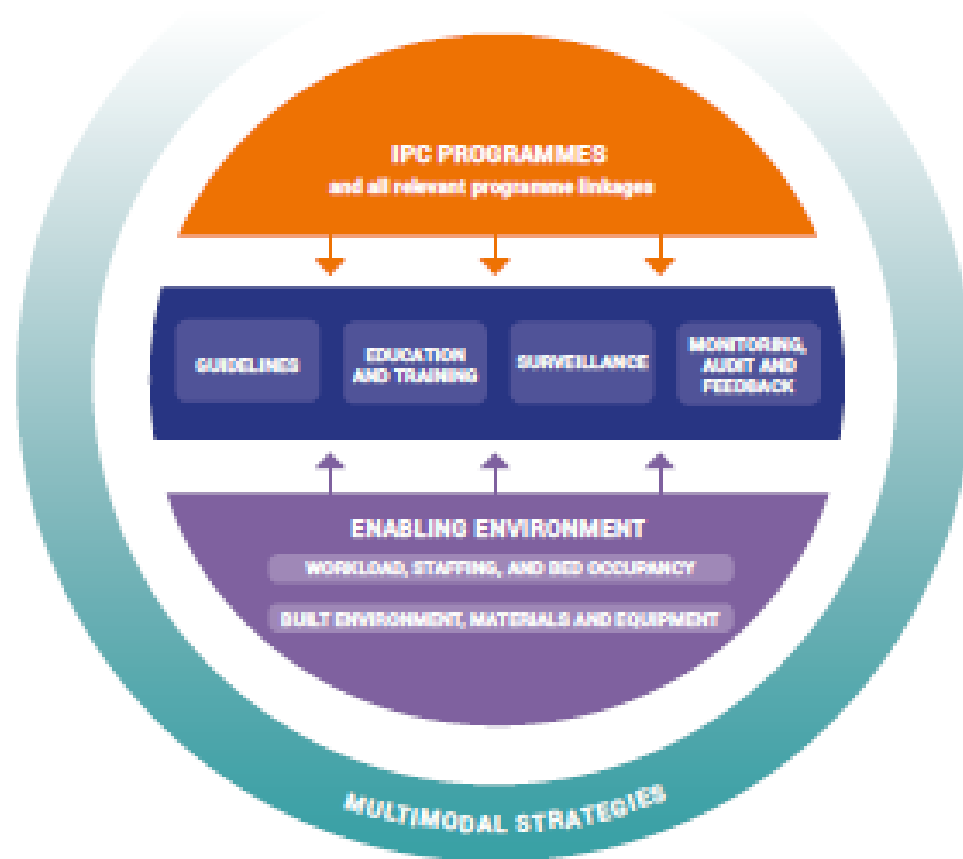 IPC PROGRAMMES
and all relevant programme linkages
GUIDELINES
EDUCATION
AND TRAINING
SURVEILLANCE
MONITORING,
AUDIT AND
FEEDBACK
ENABLING ENVIRONMENT
WORKLOAD, STAFFING, AND BED OCCUPANCY
BUILT ENVIRONMENT, MATERIALS AND EQUIPMENT
MULTIMODAL STRATEGIES